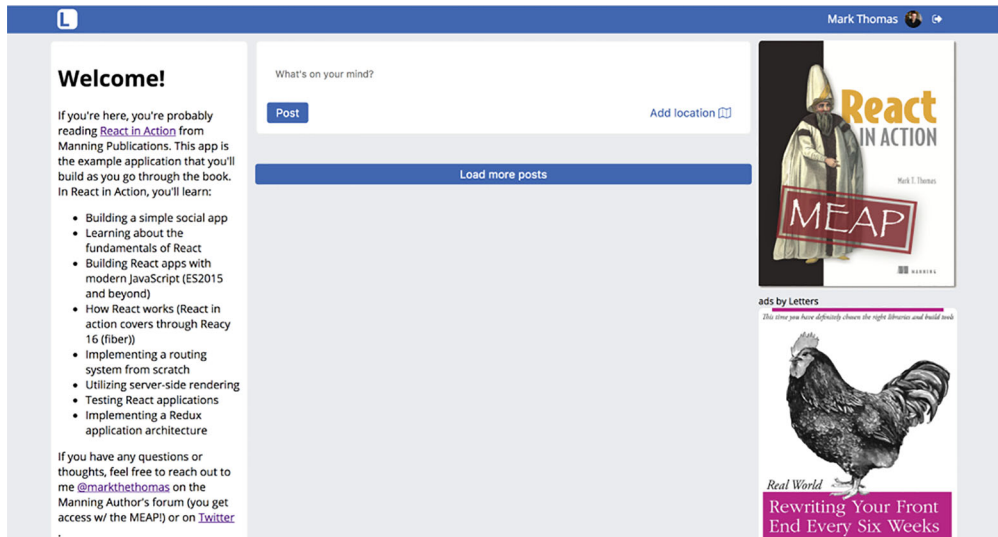 L
Mark Thomas
Welcome!
If you're here, you're probably
reading React in Action from
Manning Publications. This app is
the example application that you'll
build as you go through the book.
In React in Action, you'll learn:
• Building a simple social app
• Learning about the
fundamentals of React
• Building React apps with
modern JavaScript (ES2015
and beyond)
• How React works (React in
action covers through Reacy
16 (fiber))
• Implementing a routing
system from scratch
• Utilizing server-side rendering
• Testing React applications
• Implementing a Redux
application architecture
If you have any questions or
thoughts, feel free to reach out to
me @markthethomas on the
Manning Author's forum (you get
access w/ the MEAP!) or on Twitter
.
What's on your mind?
Post
Add location
Load more posts
React
IN ACTION
Mark T. Thomas
MEAP
MANNING
ads by Letters
This time you have definitely chosen the right libraries and build tools
Real World
Rewriting Your Front
End Every Six Weeks